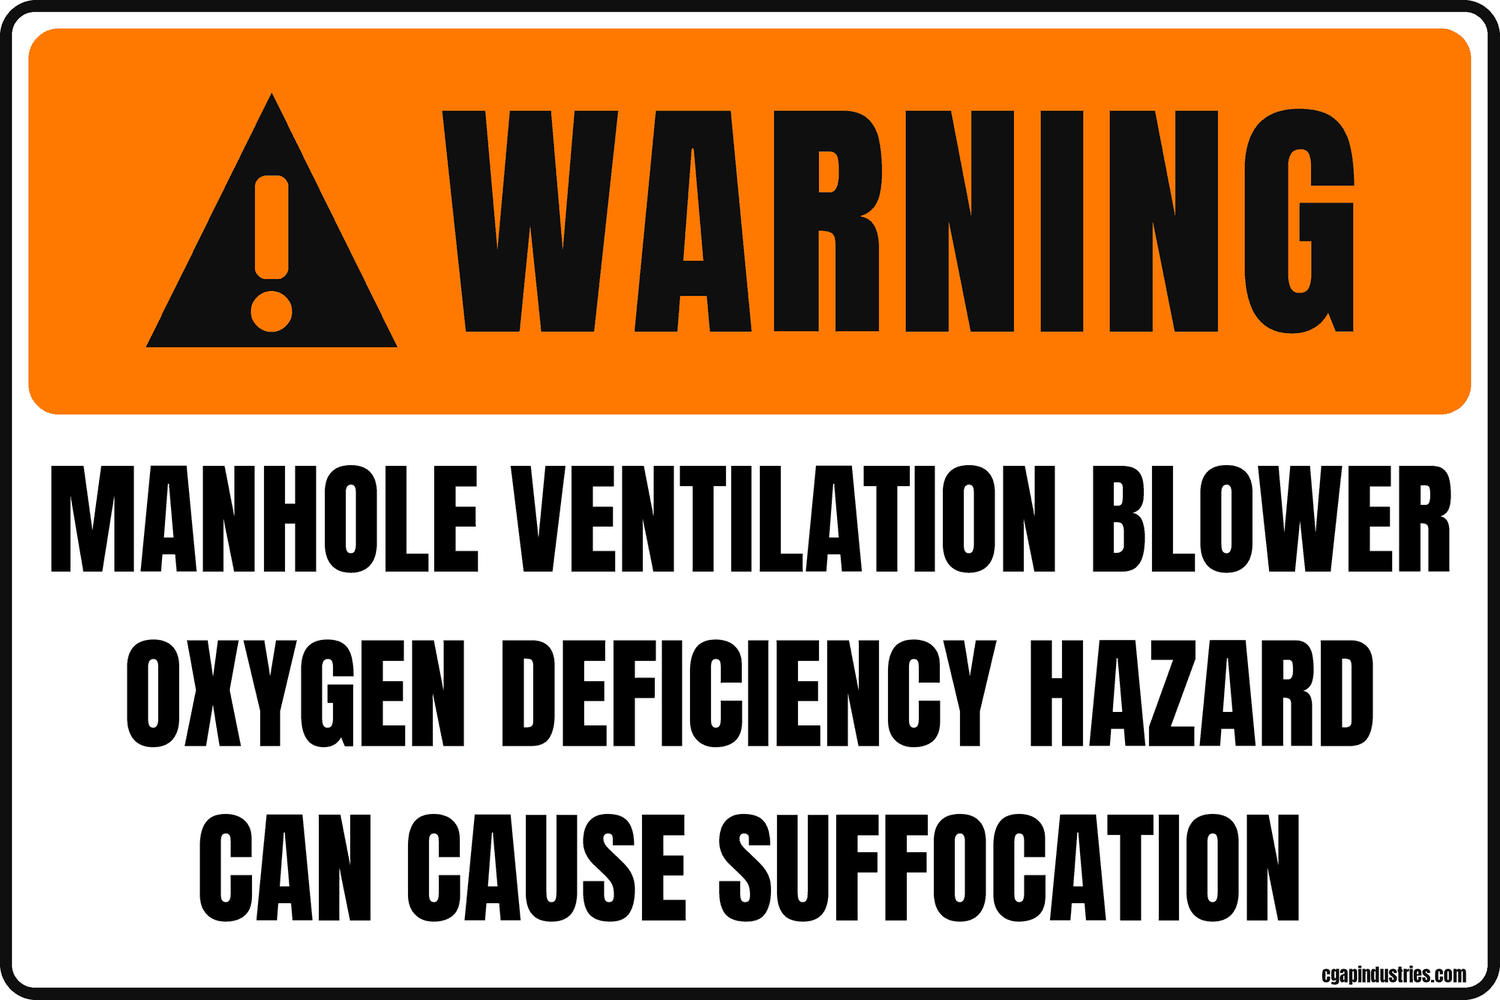 WARNING
MANHOLE VENTILATION BLOWER
OXYGEN DEFICIENCY HAZARD
CAN CAUSE SUFFOCATION
cgapindustries.com